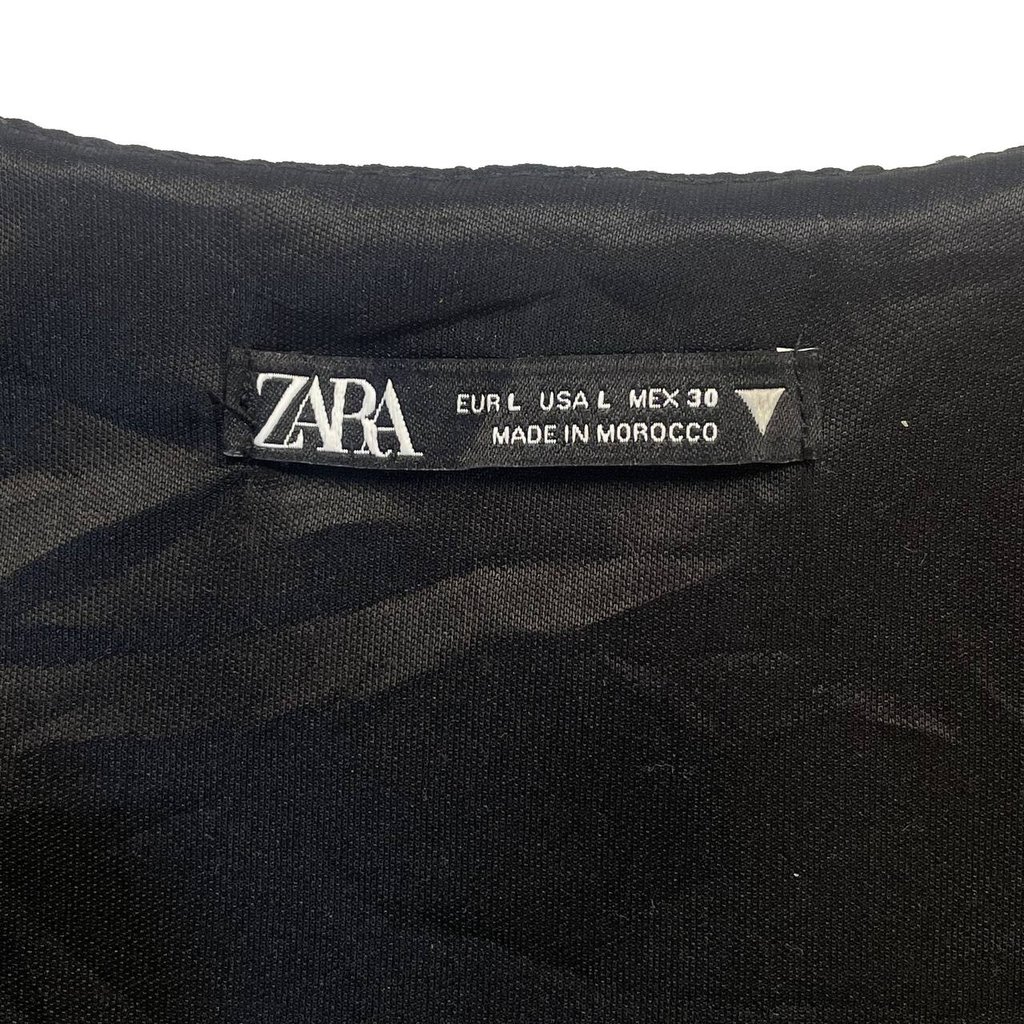 ZARA
EUR L USA L MEX 30
MADE IN MOROCCO